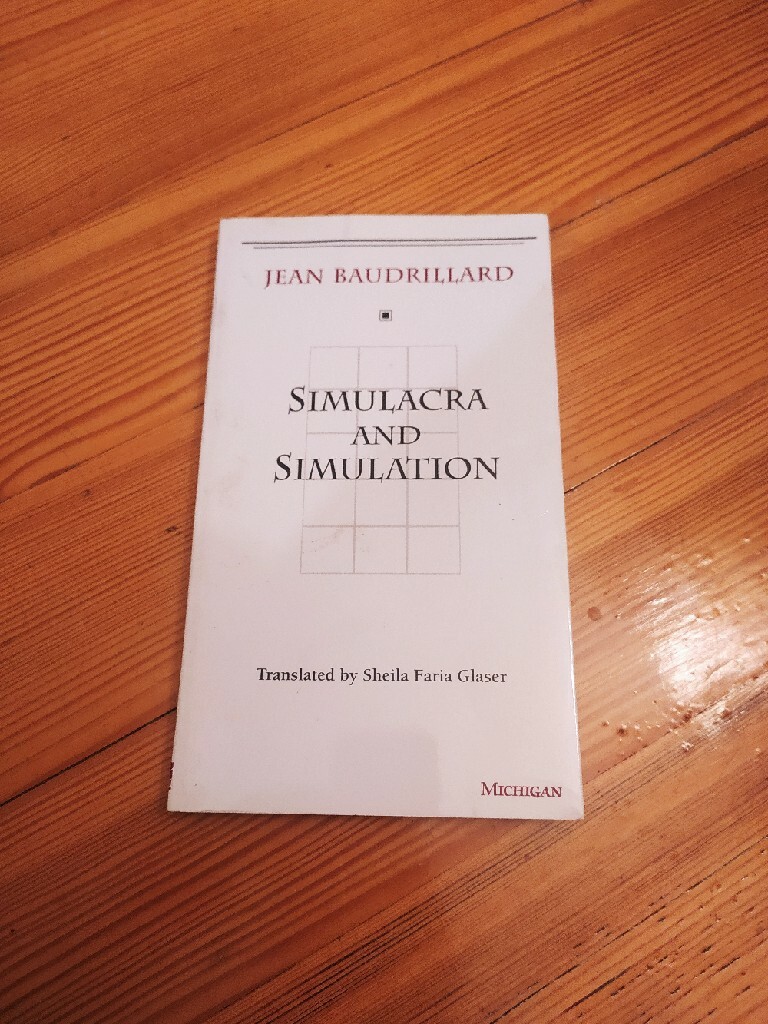 JEAN BAUDRILLARD
SIMULACRA
AND
SIMULATION
Translated by Sheila Faria Glaser
MICHIGAN